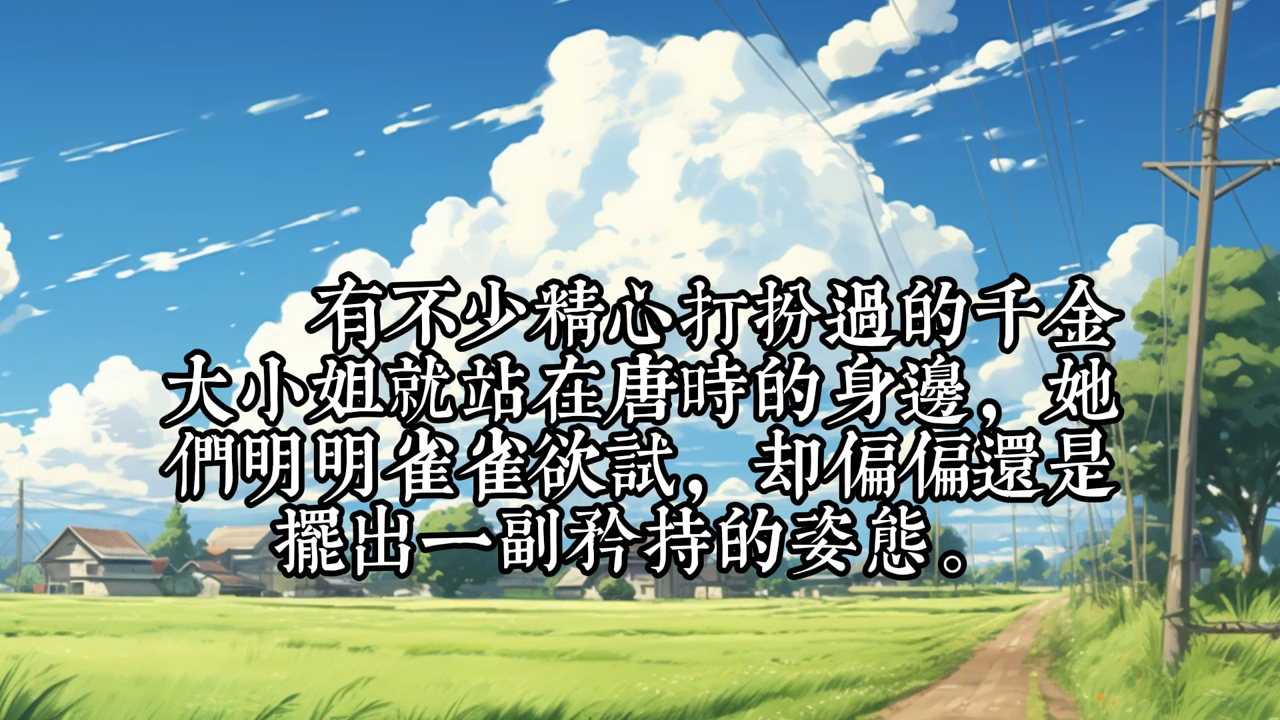 有不少精心打扮過的千金
大小姐就站在唐時的身邊，她
們明明雀雀欲試，却偏偏還是
擺出一副矜持的姿態。